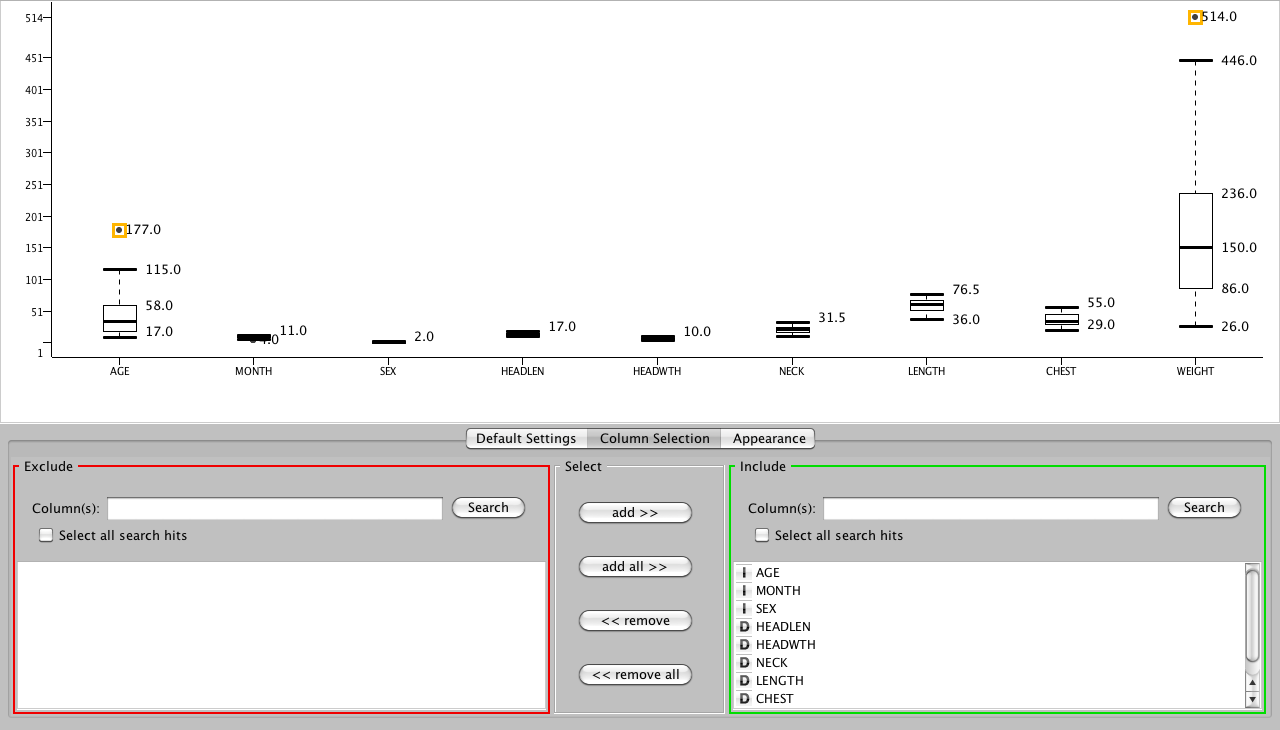 514
514.0
451
446.0
401
351
301
251
236.0
201
177.0
151
150.0
115.0
101
86.0
76.5
58.0
55.0
51
36.0
31.5
29.0
26.0
17.0
11.0
17.0
10.0
2.0
4.0
1
AGE MONTH SEX HEADLEN HEADWTH NECK LENGTH CHEST WEIGHT
Default Settings Column Selection Appearance
Exclude
Column(s): Search
Select all search hits
Select
add >>
add all >>
<< remove
<< remove all
Include
Column(s): Search
Select all search hits
I AGE
I MONTH
I SEX
D HEADLEN
D HEADWTH
D NECK
D LENGTH
D CHEST